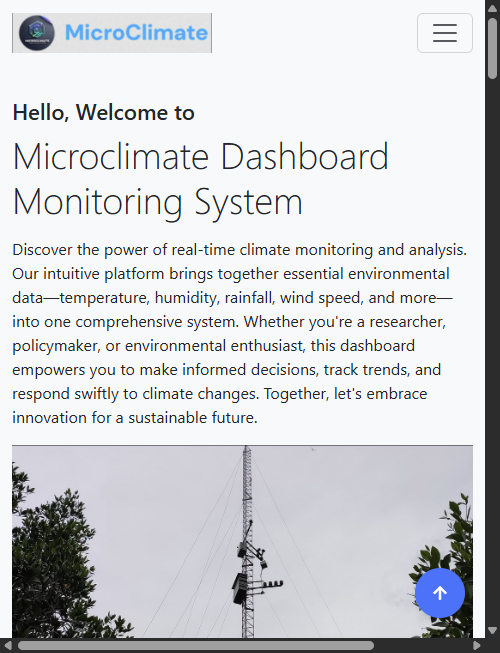 MicroClimate
Hello, Welcome to
Microclimate Dashboard
Monitoring System
Discover the power of real-time climate monitoring and analysis.
Our intuitive platform brings together essential environmental
data—temperature, humidity, rainfall, wind speed, and more—
into one comprehensive system. Whether you're a researcher,
policymaker, or environmental enthusiast, this dashboard
empowers you to make informed decisions, track trends, and
respond swiftly to climate changes. Together, let's embrace
innovation for a sustainable future.